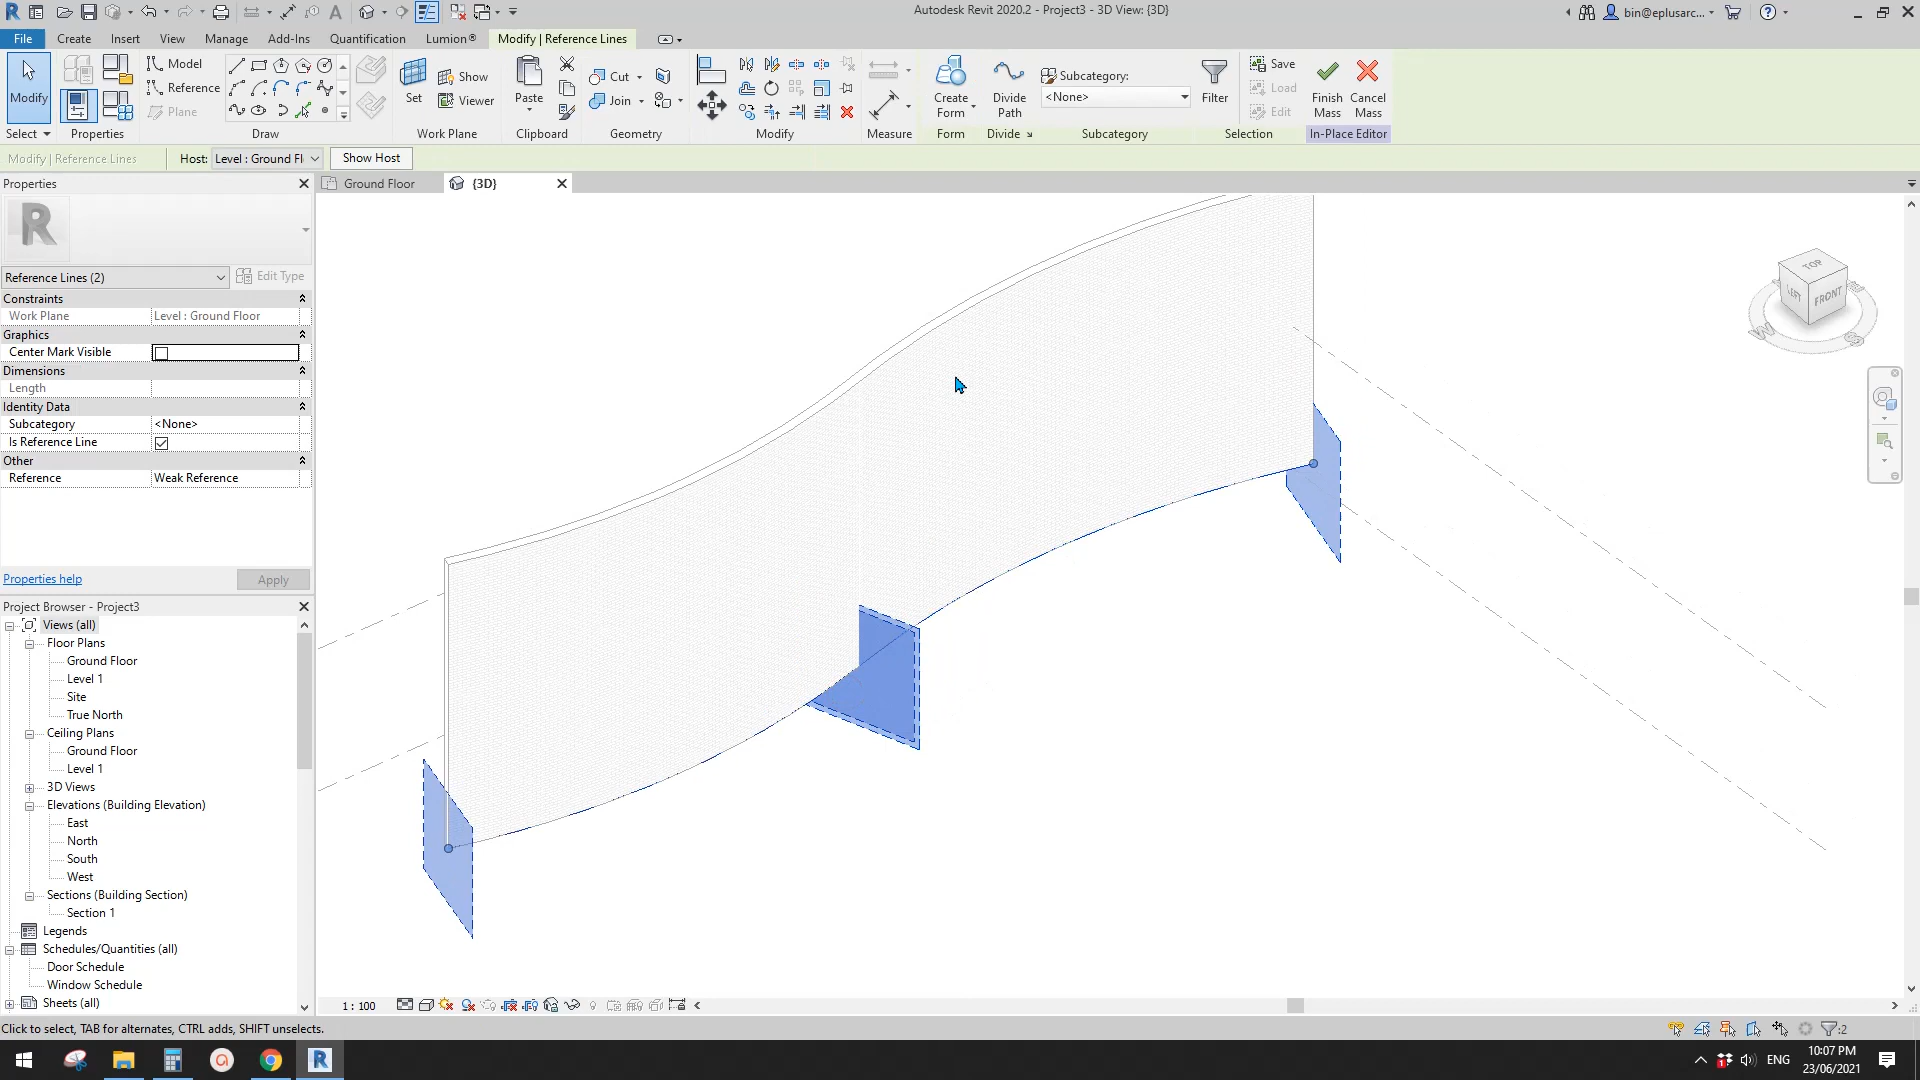 Autodesk Revit 2020.2 - Project3 - 3D View: {3D}
bin@eplusarc...
File Create Insert View Manage Add-Ins Quantification Lumion® Modify | Reference Lines
Modify
Select
Properties
Model
Reference
Plane
Draw
Set
Show
Viewer
Work Plane
Paste
Clipboard
Cut
Join
Geometry
Modify
Measure
Create Form
Form
Divide Path
Divide
Subcategory:
<None>
Subcategory
Filter
Save
Load
Edit
Selection
Finish Mass
Cancel Mass
In-Place Editor
Modify | Reference Lines Host: Level : Ground Fl Show Host
Properties
Ground Floor
{3D}
R
Reference Lines (2) Edit Type
Constraints
Work Plane Level : Ground Floor
Graphics
Center Mark Visible
Dimensions
Length
Identity Data
Subcategory <None>
Is Reference Line
Other
Reference Weak Reference
Properties help Apply
Project Browser - Project3
Views (all)
Floor Plans
Ground Floor
Level 1
Site
True North
Ceiling Plans
Ground Floor
Level 1
3D Views
Elevations (Building Elevation)
East
North
South
West
Sections (Building Section)
Section 1
Legends
Schedules/Quantities (all)
Door Schedule
Window Schedule
Sheets (all)
TOP
LEFT
FRONT
W
S
1 : 100
Click to select, TAB for alternates, CTRL adds, SHIFT unselects.
:2
ENG
10:07 PM
23/06/2021